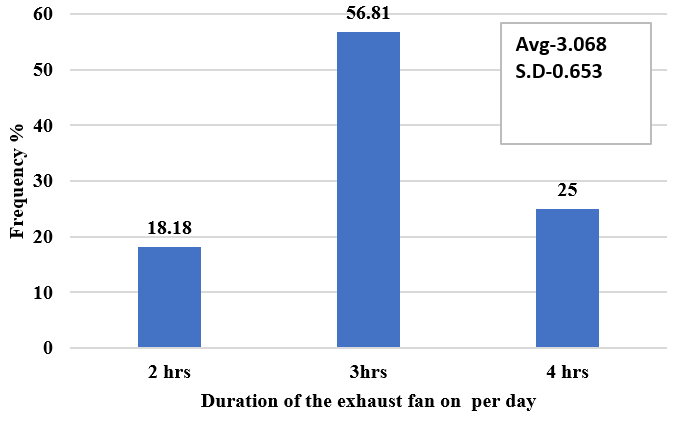 60
50
40
30
20
10
0
Frequency %
18.18
56.81
25
Avg-3.068
S.D-0.653
2 hrs
3hrs
4 hrs
Duration of the exhaust fan on  per day